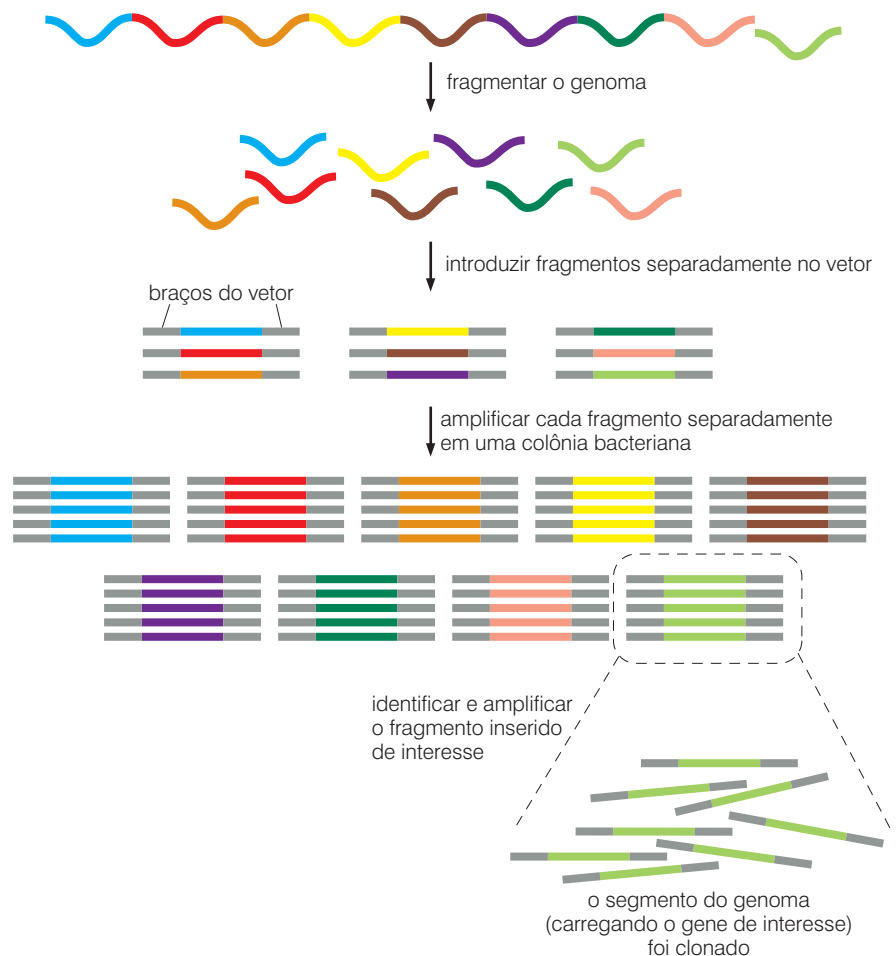 fragmentar o genoma
introduzir fragmentos separadamente no vetor
braços do vetor
amplificar cada fragmento separadamente
em uma colônia bacteriana
identificar e amplificar
o fragmento inserido
de interesse
o segmento do genoma
(carregando o gene de interesse)
foi clonado